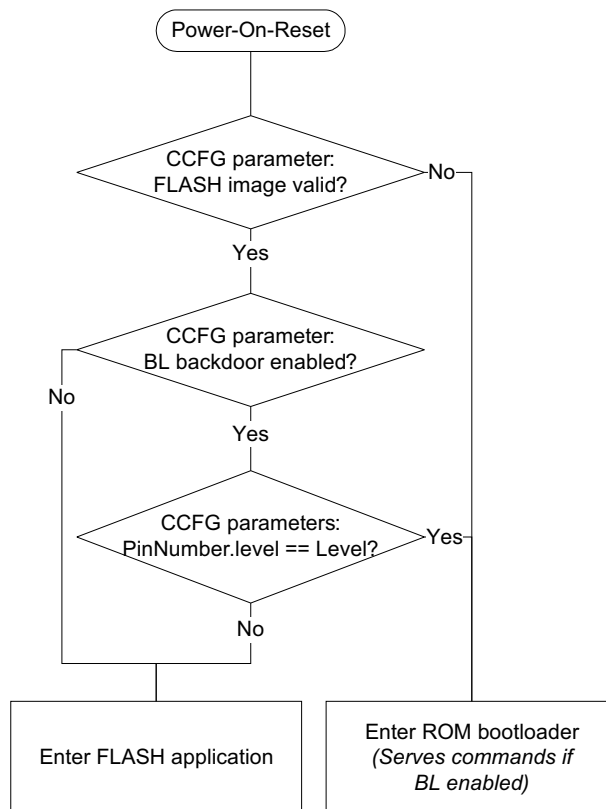 Power-On-Reset
CCFG parameter:
FLASH image valid?
No
Yes
CCFG parameter:
BL backdoor enabled?
No
Yes
CCFG parameters:
PinNumber.level == Level?
Yes
No
Enter FLASH application
Enter ROM bootloader
(Serves commands if
BL enabled)